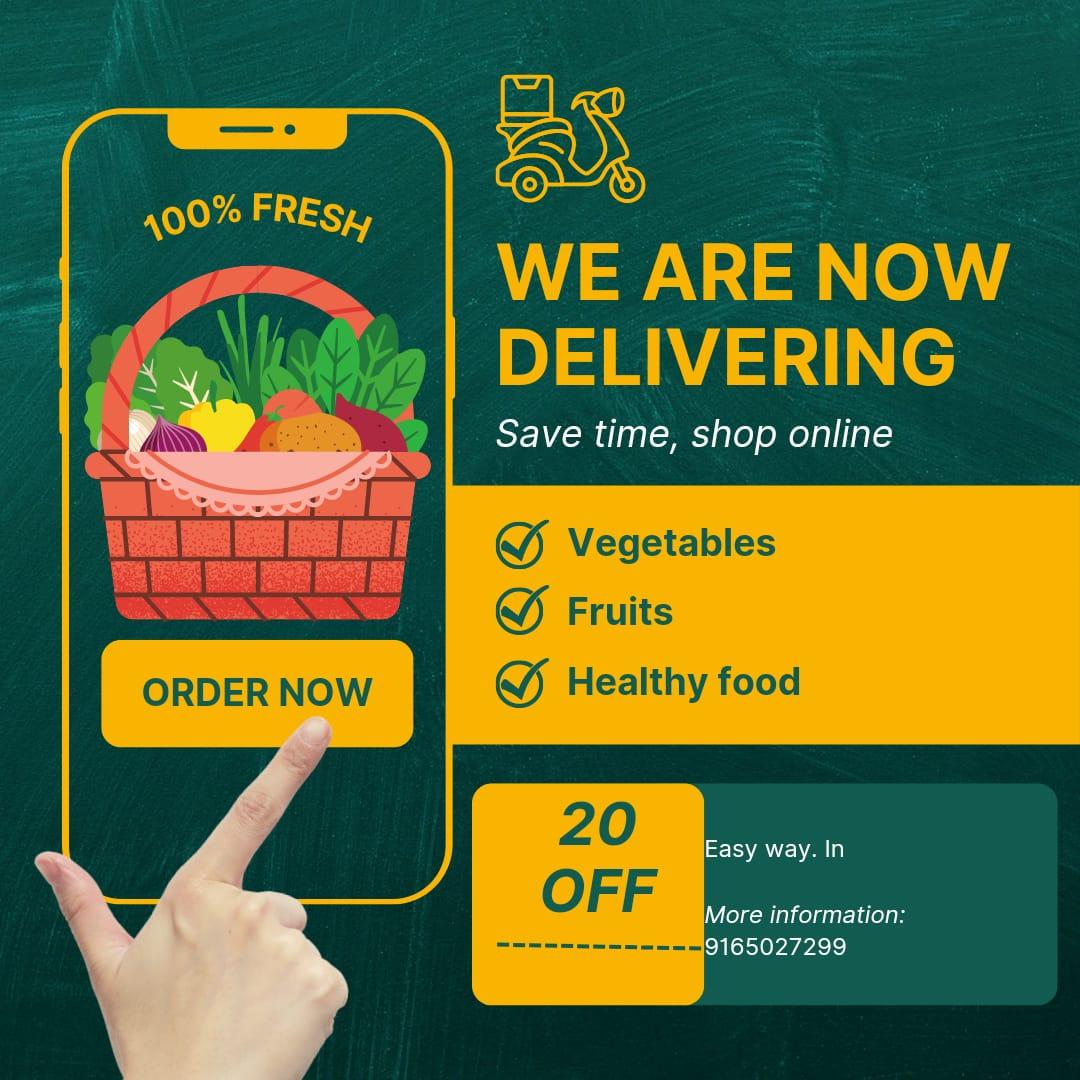 100% FRESH
WE ARE NOW
DELIVERING
Save time, shop online
Vegetables
Fruits
Healthy food
ORDER NOW
20
OFF
Easy way. In
More information:
9165027299